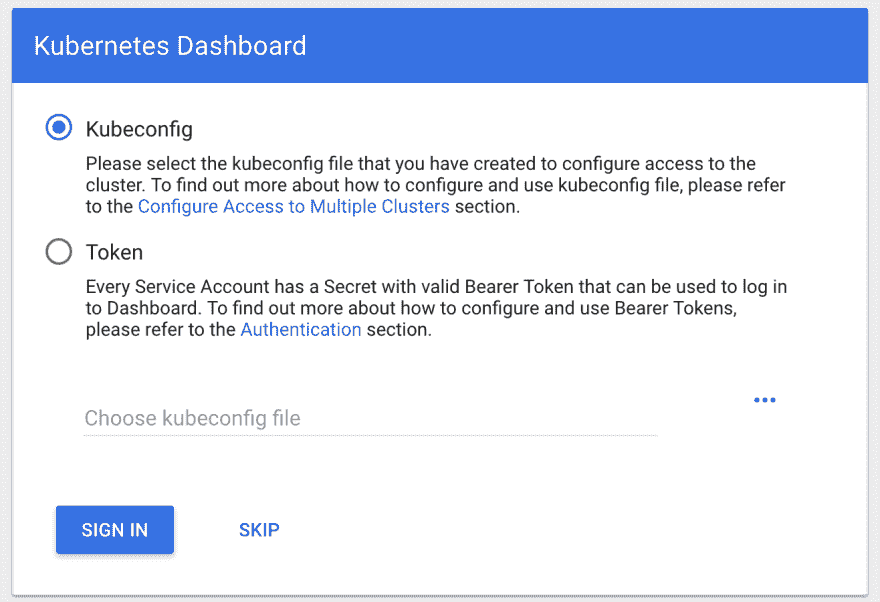 Kubernetes Dashboard
Kubeconfig
Please select the kubeconfig file that you have created to configure access to the
cluster. To find out more about how to configure and use kubeconfig file, please refer
to the Configure Access to Multiple Clusters section.
Token
Every Service Account has a Secret with valid Bearer Token that can be used to log in
to Dashboard. To find out more about how to configure and use Bearer Tokens,
please refer to the Authentication section.
Choose kubeconfig file
SIGN IN SKIP